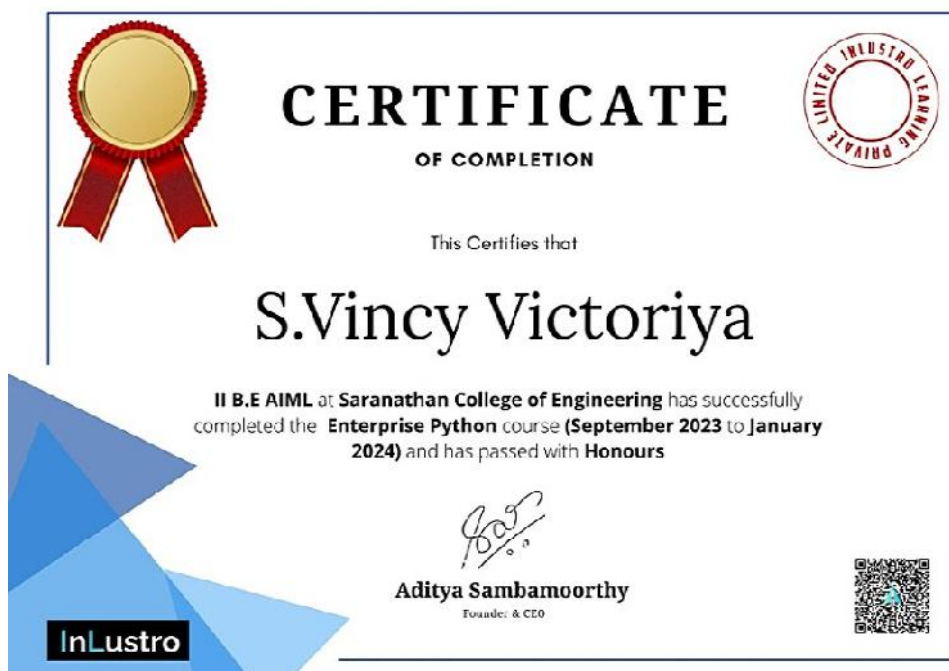 CERTIFICATE
OF COMPLETION
INLUSTRO LEARNING PRIVATE LIMITED
This Certifies that
S.Vincy Victoriya
II B.E AIML at Saranathan College of Engineering has successfully
completed the Enterprise Python course (September 2023 to January
2024) and has passed with Honours
Aditya Sambamoorthy
Founder & CEO
InLustro